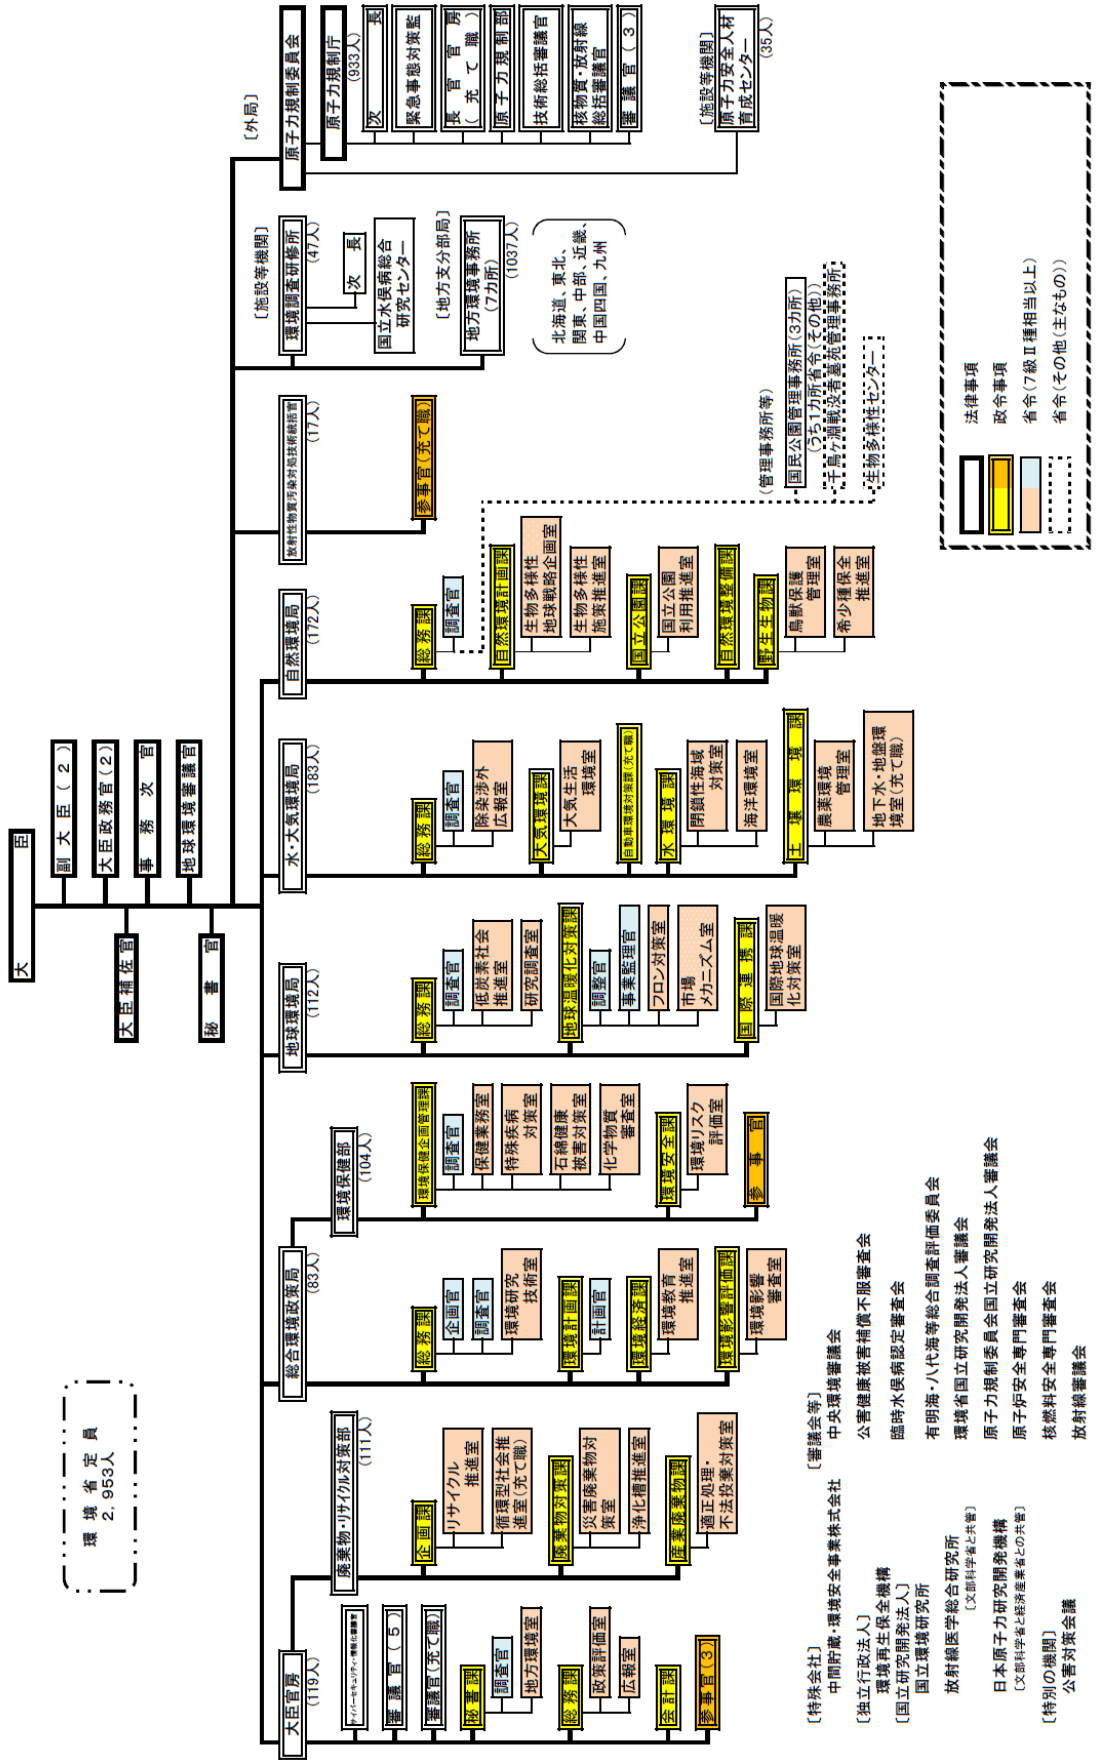 環境省定員
2,953人
大臣
副大臣(2)
大臣政務官(2)
大臣補佐官
事務次官
地球環境審議官
秘書官
大臣官房
(119人)
サイバーセキュリティ・情報化審議官
審議官(5)
審議官(充て職)
秘書課
調査官
地方環境室
総務課
政策評価室
広報室
会計課
参事官(3)
廃棄物・リサイクル対策部
(111人)
企画課
リサイクル
推進室
循環型社会推
進室(充て職)
廃棄物対策課
災害廃棄物対
策室
浄化槽推進室
産業廃棄物課
適正処理・
不法投棄対策室
総合環境政策局
(83人)
総務課
企画官
調査官
環境研究
技術室
環境計画課
計画官
環境経済課
環境教育
推進室
環境影響評価課
環境影響
審査室
環境保健部
(104人)
環境保健企画管理課
調査官
保健業務室
特殊疾病
対策室
石綿健康
被害対策室
化学物質
審査室
環境安全課
環境リスク
評価室
参事官
地球環境局
(112人)
総務課
調査官
低炭素社会
推進室
研究調査室
地球温暖化対策課
調整官
事業監理官
フロン対策室
市場
メカニズム室
国際連携課
国際地球温暖
化対策室
水・大気環境局
(183人)
総務課
調査官
除染渉外
広報室
大気環境課
大気生活
環境室
自動車環境対策課(充て職)
水環境課
閉鎖性海域
対策室
海洋環境室
土壌環境課
農薬環境
管理室
地下水・地盤環
境室(充て職)
自然環境局
(172人)
総務課
調査官
自然環境計画課
生物多様性
地球戦略企画室
生物多様性
施策推進室
国立公園課
国立公園
利用推進室
自然環境整備課
野生生物課
鳥獣保護
管理室
希少種保全
推進室
(管理事務所等)
国民公園管理事務所(3カ所)
(うち1カ所省令(その他))
千鳥ケ淵戦没者墓苑管理事務所
生物多様性センター
放射性物質汚染対処技術統括官
(17人)
参事官(充て職)
[施設等機関]
環境調査研修所
(47人)
次長
国立水俣病総合
研究センター
[地方支分部局]
地方環境事務所
(7カ所)
(1037人)
北海道、東北、
関東、中部、近畿、
中国四国、九州
[外局]
原子力規制委員会
原子力規制庁
(933人)
次長
緊急事態対策監
長官官房
(充て職)
原子力規制部
技術総括審議官
核物質・放射線
総括審議官
審議官(3)
[施設等機関]
原子力安全人材
育成センター
(35人)
法律事項
政令事項
省令(7級Ⅱ種相当以上)
省令(その他(主なもの))
[特殊会社]
中間貯蔵・環境安全事業株式会社
[独立行政法人]
環境再生保全機構
[国立研究開発法人]
国立環境研究所
放射線医学総合研究所
[文部科学省と共管]
日本原子力研究開発機構
[文部科学省と経済産業省との共管]
[特別の機関]
公害対策会議
[審議会等]
中央環境審議会
公害健康被害補償不服審査会
臨時水俣病認定審査会
有明海・八代海等総合調査評価委員会
環境省国立研究開発法人審議会
原子力規制委員会国立研究開発法人審議会
原子炉安全専門審査会
核燃料安全専門審査会
放射線審議会